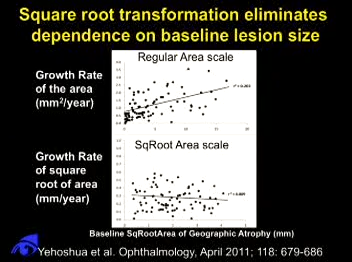 Square root transformation eliminates
dependence on baseline lesion size
Regular Area scale
Growth Rate
of the area
(mm²/year)
SqRoot Area scale
Growth Rate
of square
root of area
(mm/year)
Baseline SqRootArea of Geographic Atrophy (mm)
Yehoshua et al. Ophthalmology, April 2011; 118: 679-686